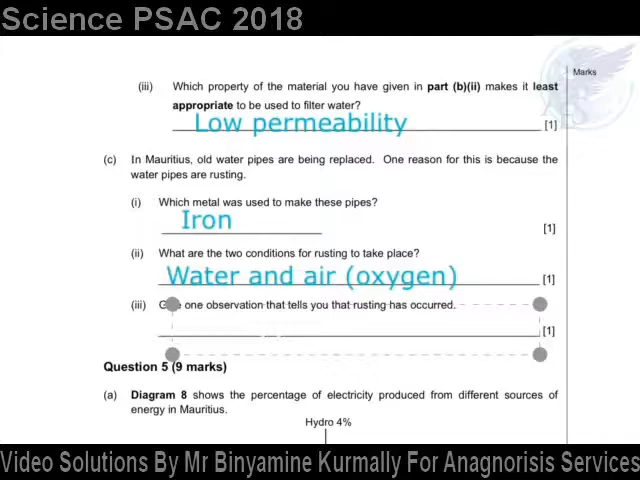 Science PSAC 2018
Marks
(iii) Which property of the material you have given in part (b)(ii) makes it least
appropriate to be used to filter water?
Low permeability
[1]
(c) In Mauritius, old water pipes are being replaced. One reason for this is because the
water pipes are rusting.
(i) Which metal was used to make these pipes?
Iron
[1]
(ii) What are the two conditions for rusting to take place?
Water and air (oxygen)
[1]
(iii) one observation that tells you that rusting has occurred.
[1]
Question 5 (9 marks)
(a) Diagram 8 shows the percentage of electricity produced from different sources of
energy in Mauritius.
Hydro 4%
Video Solutions By Mr Binyamine Kurmally For Anagnorisis Services